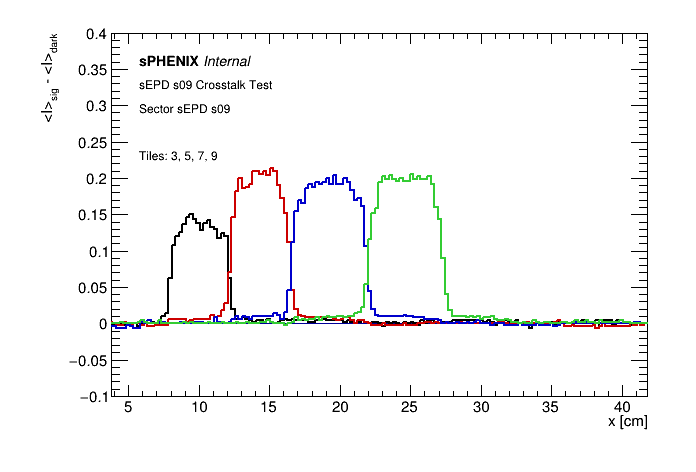 <I>sig - <I>dark
0.4
0.35
0.3
0.25
0.2
0.15
0.1
0.05
0
−0.05
−0.1
sPHENIX Internal
sEPD s09 Crosstalk Test
Sector sEPD s09
Tiles: 3, 5, 7, 9
5 10 15 20 25 30 35 40
x [cm]